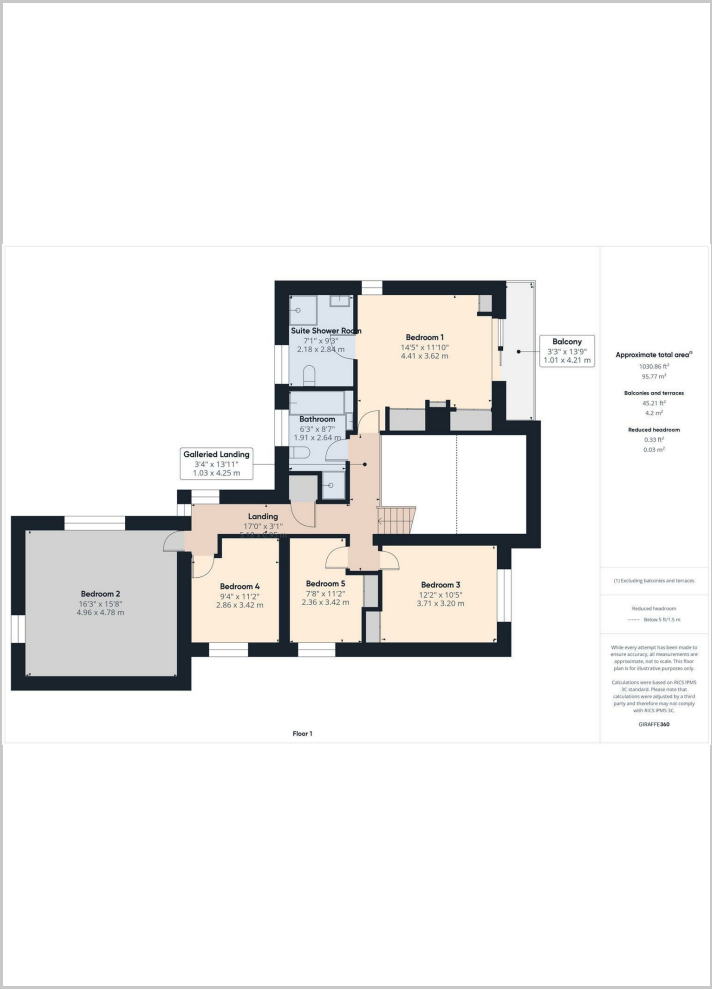 Suite Shower Room
7'1" x 9'3"
2.18 x 2.84 m
Bedroom 1
14'5" x 11'10"
4.41 x 3.62 m
Balcony
3'3" x 13'9"
1.01 x 4.21 m
Bathroom
6'3" x 8'7"
1.91 x 2.64 m
Galleried Landing
3'4" x 13'11"
1.03 x 4.25 m
Landing
17'0" x 3'1"
Bedroom 2
16'3" x 15'8"
4.96 x 4.78 m
Bedroom 4
9'4" x 11'2"
2.86 x 3.42 m
Bedroom 5
7'8" x 11'2"
2.36 x 3.42 m
Bedroom 3
12'2" x 10'5"
3.71 x 3.20 m
Floor 1
Approximate total area⁽¹⁾
1030.86 ft²
95.77 m²
Balconies and terraces
45.21 ft²
4.2 m²
Reduced headroom
0.33 ft²
0.03 m²
(1) Excluding balconies and terraces
Reduced headroom
Below 5 ft/1.5 m
While every attempt has been made to
ensure accuracy, all measurements are
approximate, not to scale. This floor
plan is for illustrative purposes only.
Calculations were based on RICS IPMS
3C standard. Please note that
calculations were adjusted by a third
party and therefore may not comply
with RICS IPMS 3C.
GIRAFFE360